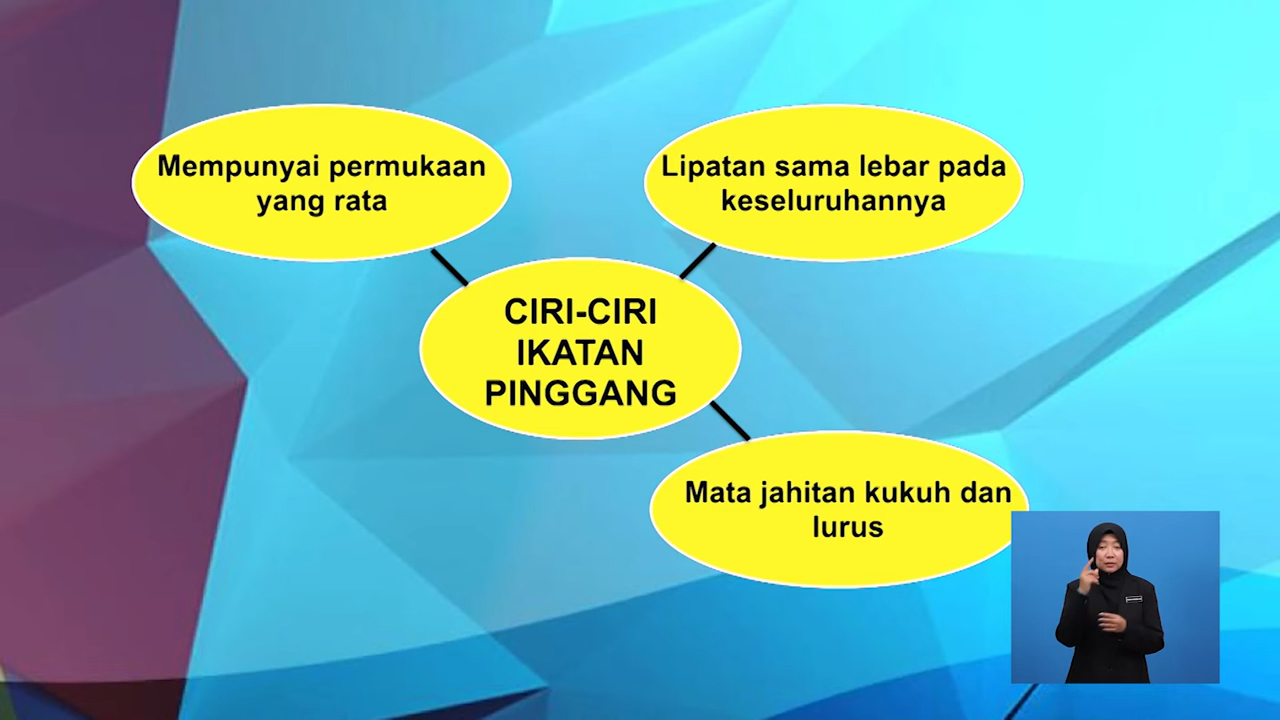 Mempunyai permukaan
yang rata
Lipatan sama lebar pada
keseluruhannya
CIRI-CIRI
IKATAN
PINGGANG
Mata jahitan kukuh dan
lurus